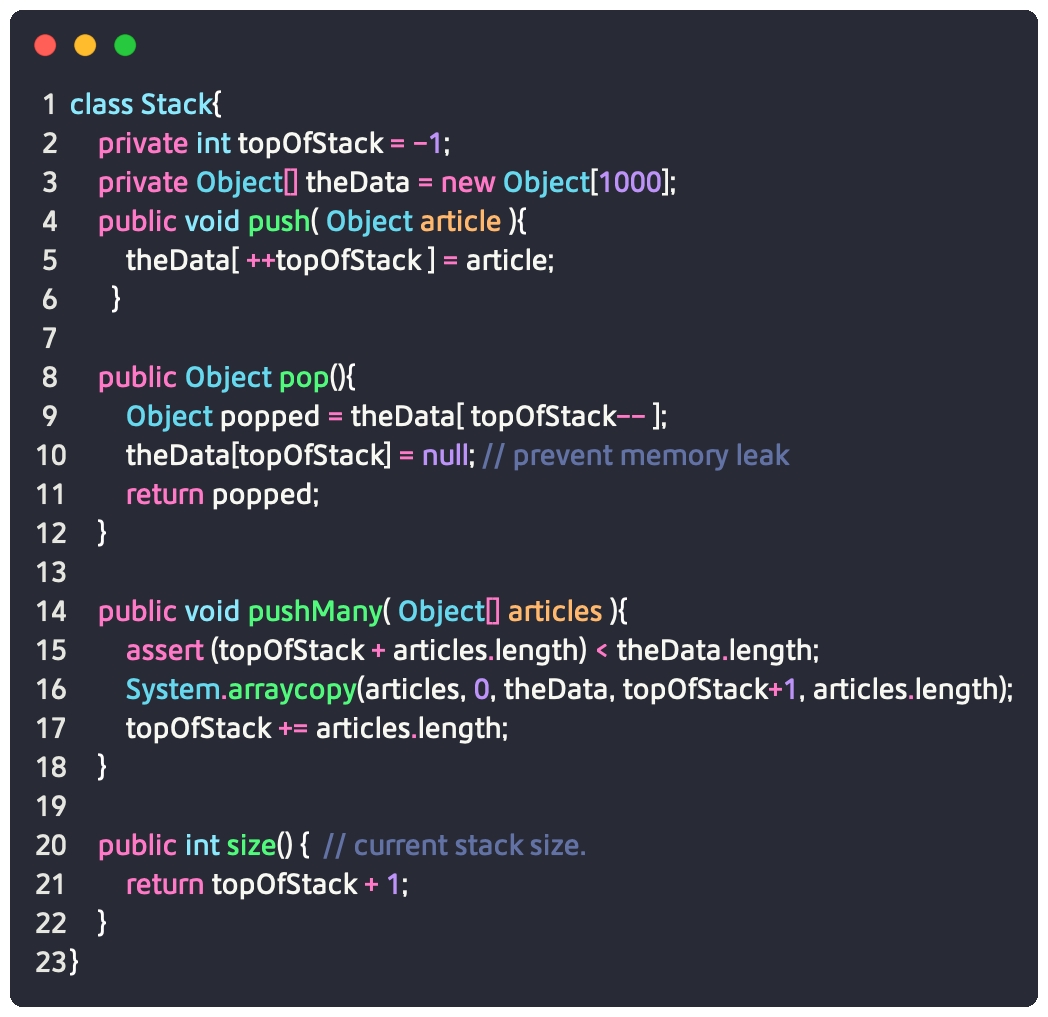 1 class Stack{
2 private int topOfStack = -1;
3 private Object[] theData = new Object[1000];
4 public void push( Object article ){
5 theData[ ++topOfStack ] = article;
6 }
7
8 public Object pop(){
9 Object popped = theData[ topOfStack-- ];
10 theData[topOfStack] = null; // prevent memory leak
11 return popped;
12 }
13
14 public void pushMany( Object[] articles ){
15 assert (topOfStack + articles.length) < theData.length;
16 System.arraycopy(articles, 0, theData, topOfStack+1, articles.length);
17 topOfStack += articles.length;
18 }
19
20 public int size() { // current stack size.
21 return topOfStack + 1;
22 }
23}